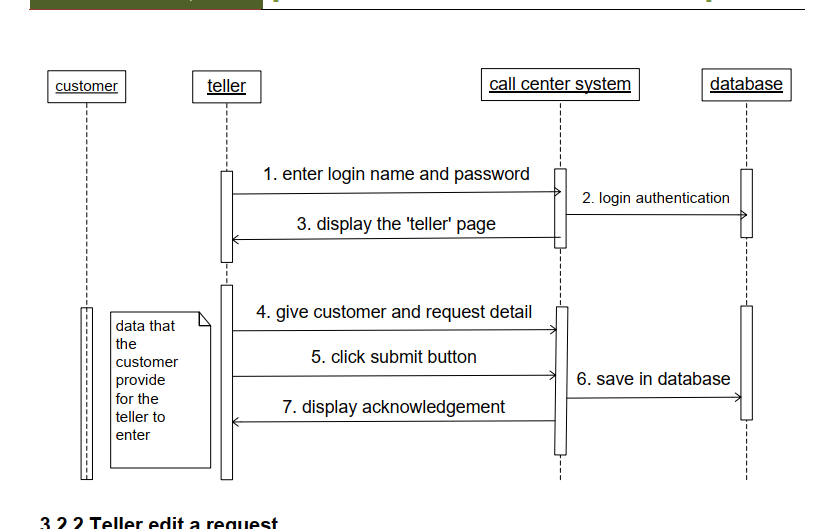 customer
teller
call center system
database
1. enter login name and password
2. login authentication
3. display the 'teller' page
4. give customer and request detail
data that
the
customer
provide
for the
teller to
enter
5. click submit button
6. save in database
7. display acknowledgement
3.2.2 Teller edit a request